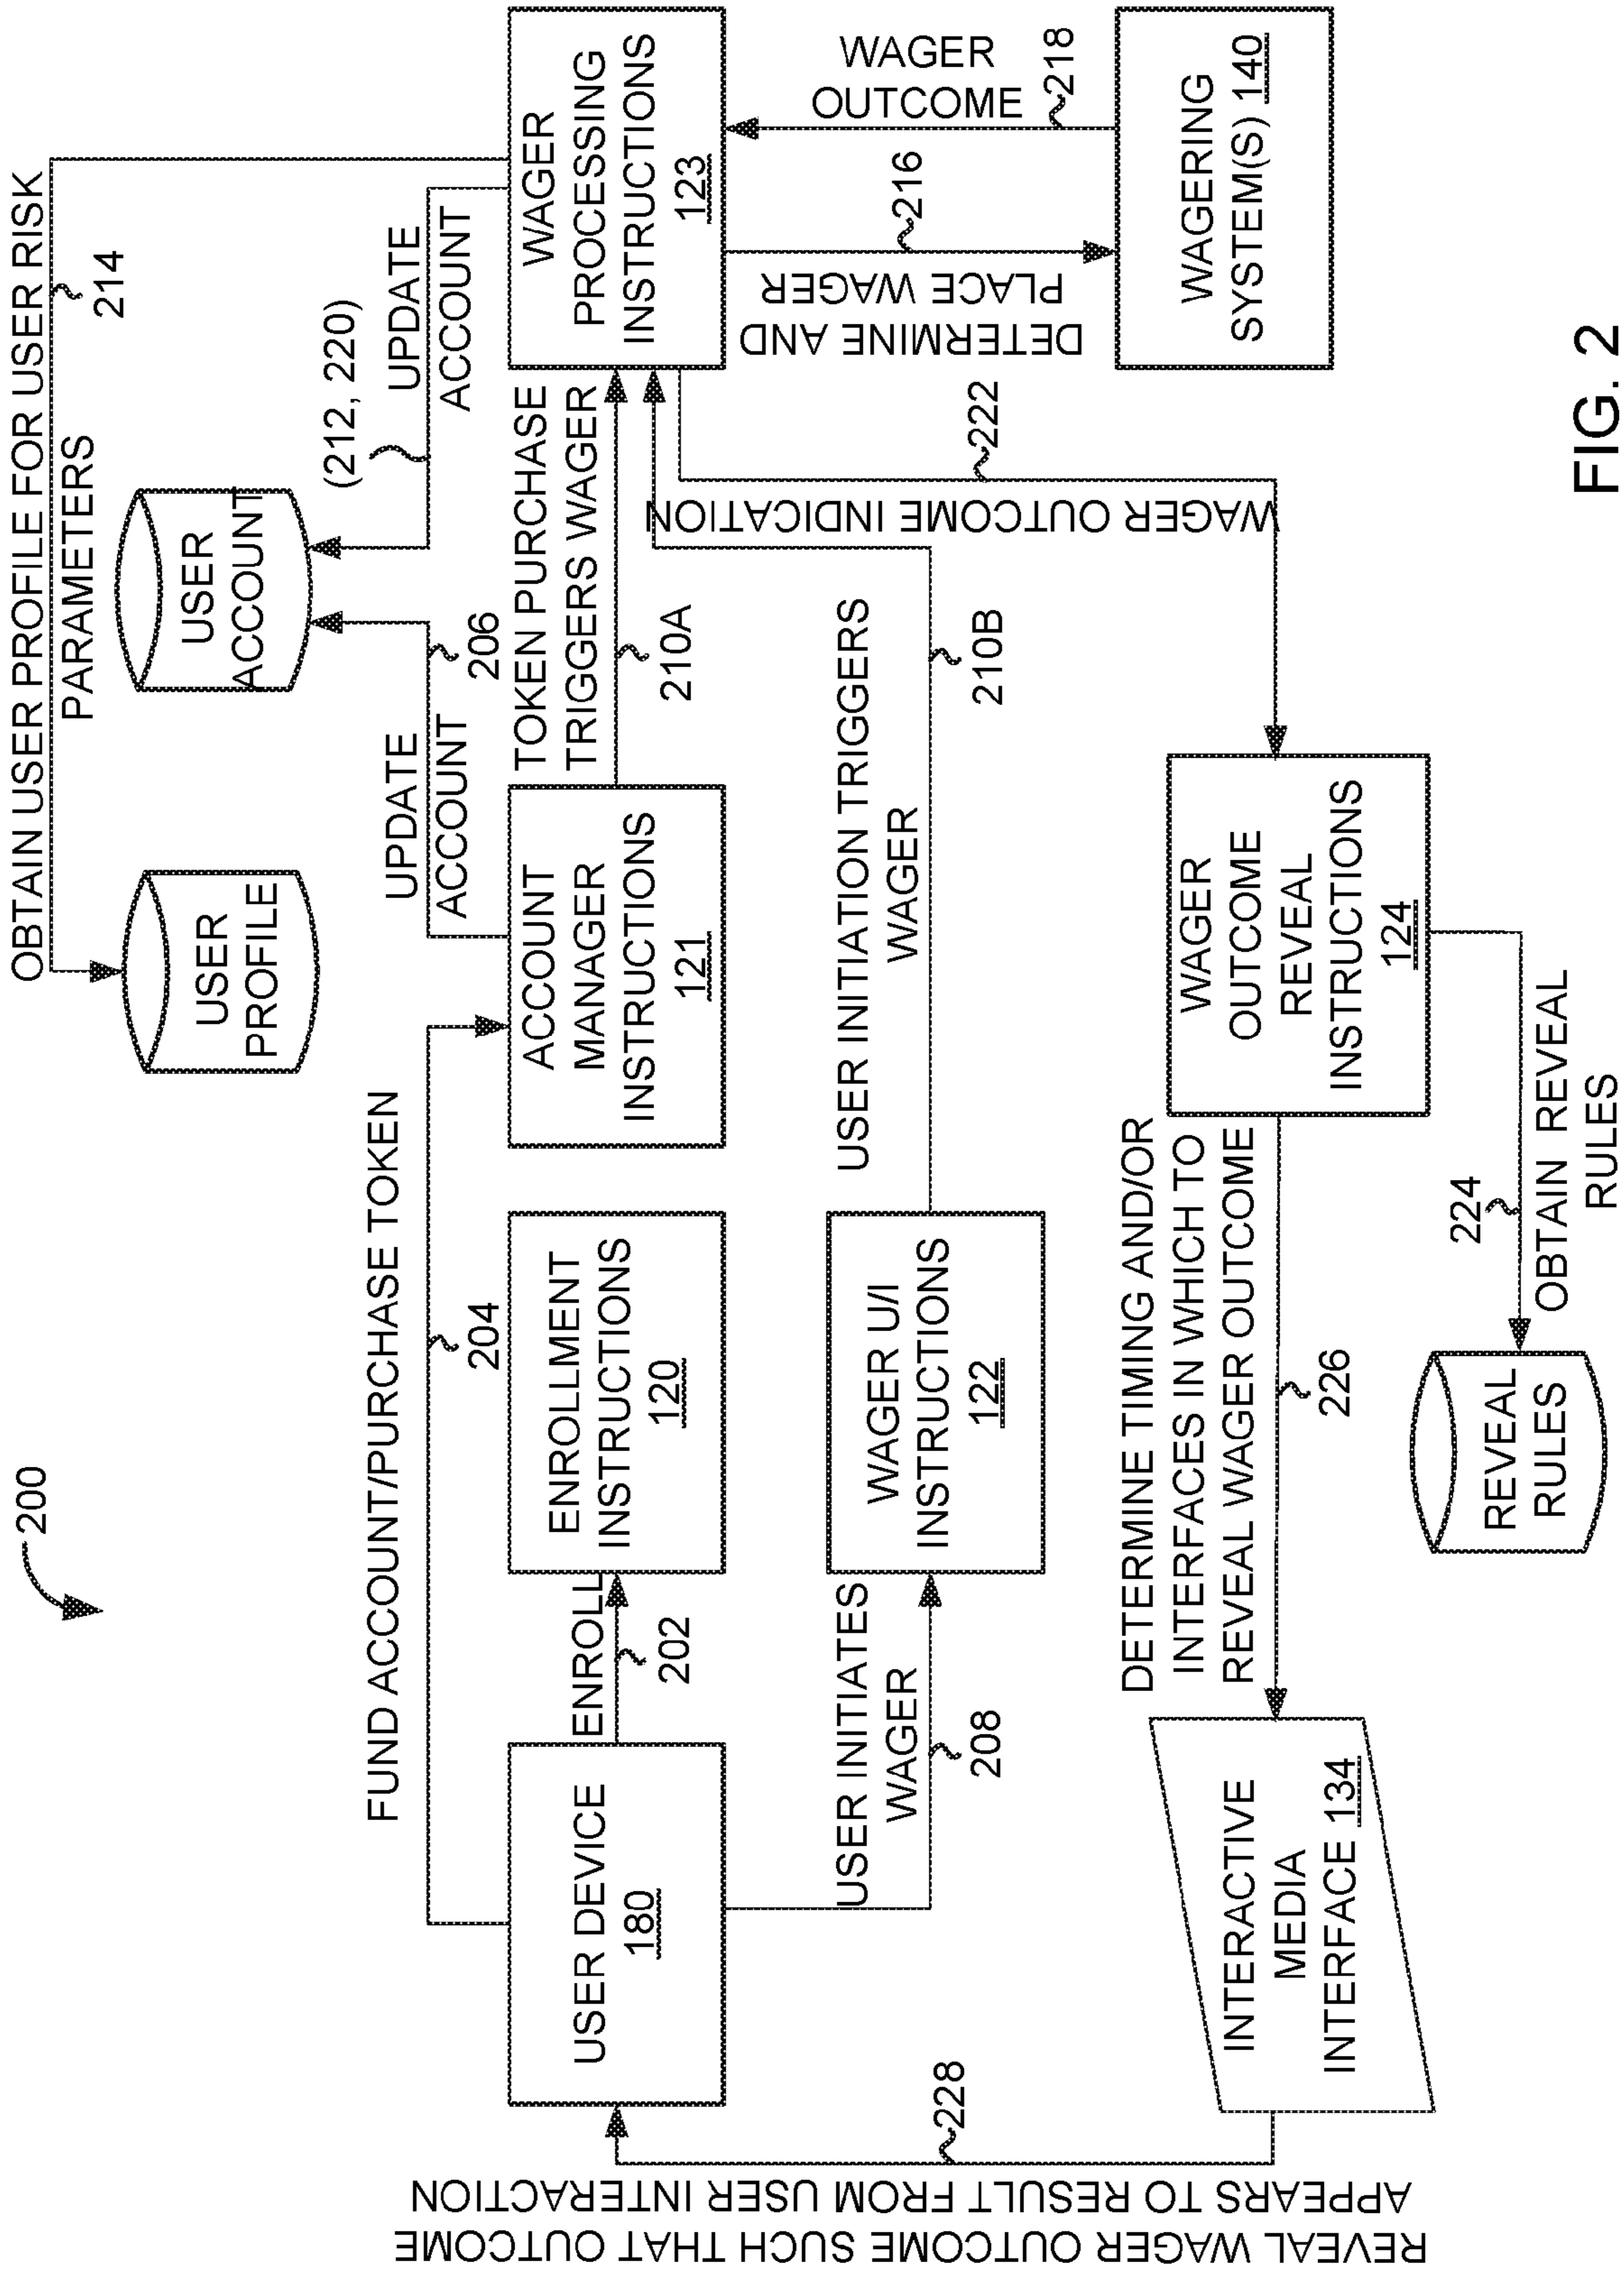 200
OBTAIN USER PROFILE FOR USER RISK
PARAMETERS
214
USER
PROFILE
USER
ACCOUNT
(212, 220)
UPDATE
ACCOUNT
UPDATE
ACCOUNT
206
FUND ACCOUNT/PURCHASE TOKEN
204
USER DEVICE
180
ENROLL
202
ENROLLMENT
INSTRUCTIONS
120
ACCOUNT
MANAGER
INSTRUCTIONS
121
TOKEN PURCHASE
TRIGGERS WAGER
210A
WAGER
PROCESSING
INSTRUCTIONS
123
USER INITIATES
WAGER
208
WAGER U/I
INSTRUCTIONS
122
USER INITIATION TRIGGERS
WAGER
210B
WAGER OUTCOME INDICATION
222
DETERMINE AND
PLACE WAGER
216
WAGER
OUTCOME
218
WAGERING
SYSTEM(S) 140
REVEAL WAGER OUTCOME SUCH THAT OUTCOME
APPEARS TO RESULT FROM USER INTERACTION
228
INTERACTIVE
MEDIA
INTERFACE 134
DETERMINE TIMING AND/OR
INTERFACES IN WHICH TO
REVEAL WAGER OUTCOME
226
WAGER
OUTCOME
REVEAL
INSTRUCTIONS
124
224
OBTAIN REVEAL
RULES
REVEAL
RULES
FIG. 2